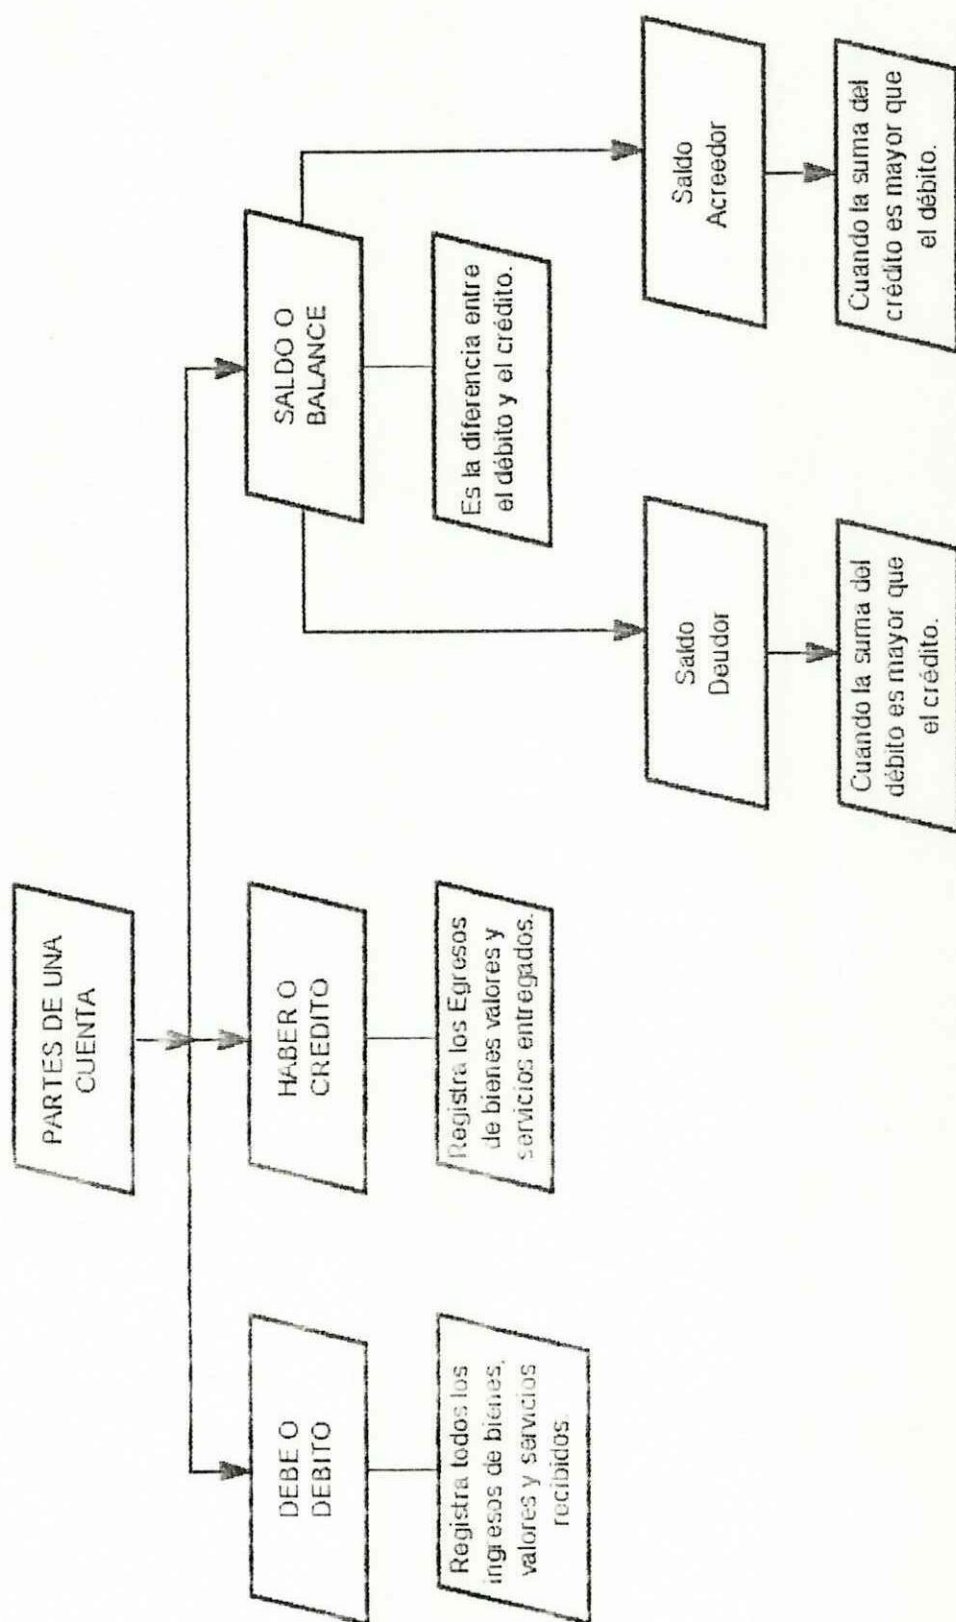 PARTES DE UNA
CUENTA
DEBE O
DEBITO
HABER O
CREDITO
SALDO O
BALANCE
Registra todos los
ingresos de bienes,
valores y servicios
recibidos.
Registra los Egresos
de bienes valores y
servicios entregados.
Es la diferencia entre
el débito y el crédito.
Saldo
Deudor
Saldo
Acreedor
Cuando la suma del
débito es mayor que
el crédito.
Cuando la suma del
crédito es mayor que
el débito.